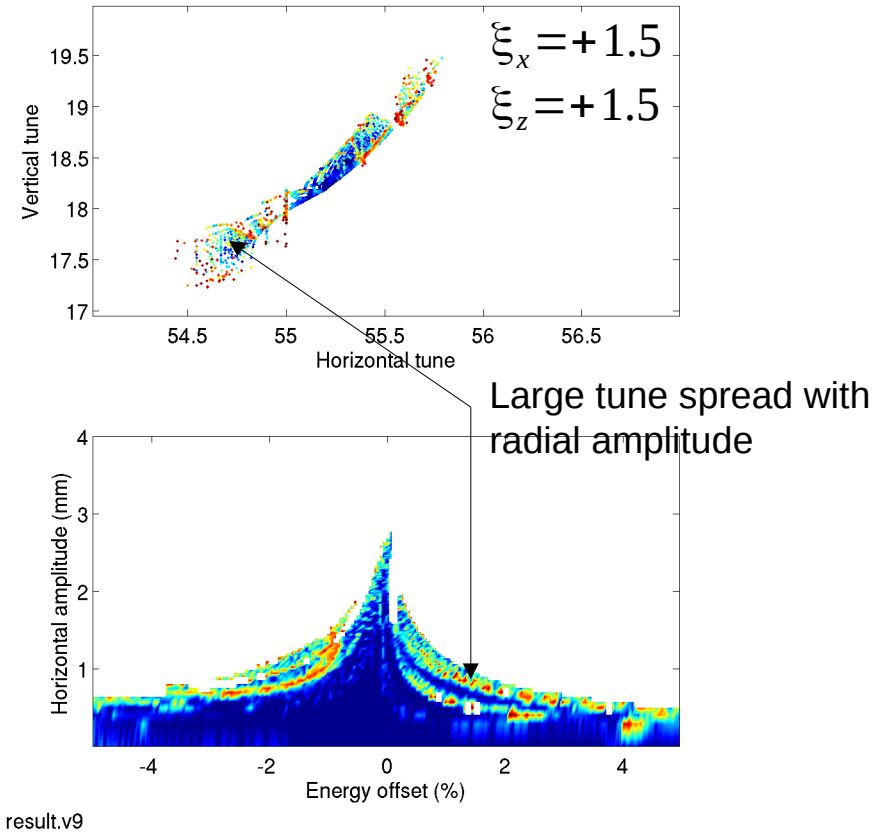 ξx=+1.5
ξz=+1.5
19.5
19
18.5
18
17.5
17
Vertical tune
54.5 55 55.5 56 56.5
Horizontal tune
Large tune spread with
radial amplitude
4
3
2
1
Horizontal amplitude (mm)
-4 -2 0 2 4
Energy offset (%)
result.v9